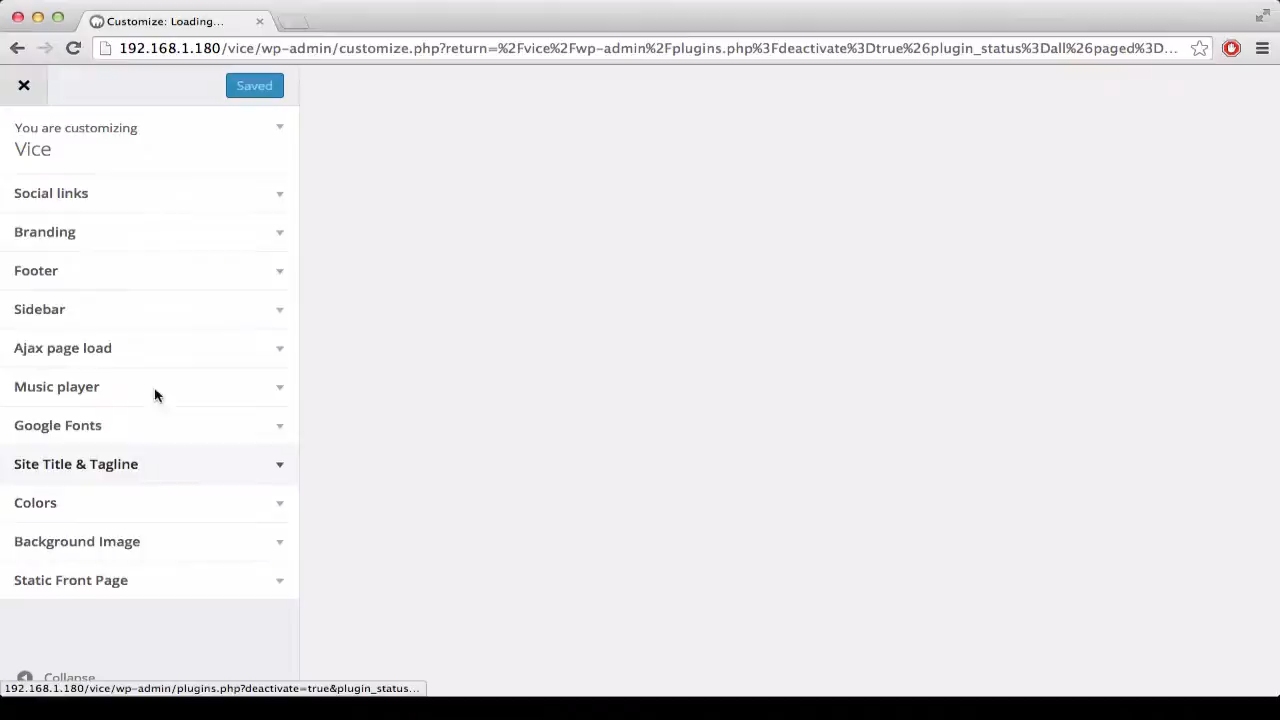 Customize: Loading...
192.168.1.180/vice/wp-admin/customize.php?return=%2Fvice%2Fwp-admin%2Fplugins.php%3Fdeactivate%3Dtrue%26plugin_status%3Dall%26paged%3D...
Saved
You are customizing
Vice
Social links
Branding
Footer
Sidebar
Ajax page load
Music player
Google Fonts
Site Title & Tagline
Colors
Background Image
Static Front Page
Collapse
192.168.1.180/vice/wp-admin/plugins.php?deactivate=true&plugin_status...